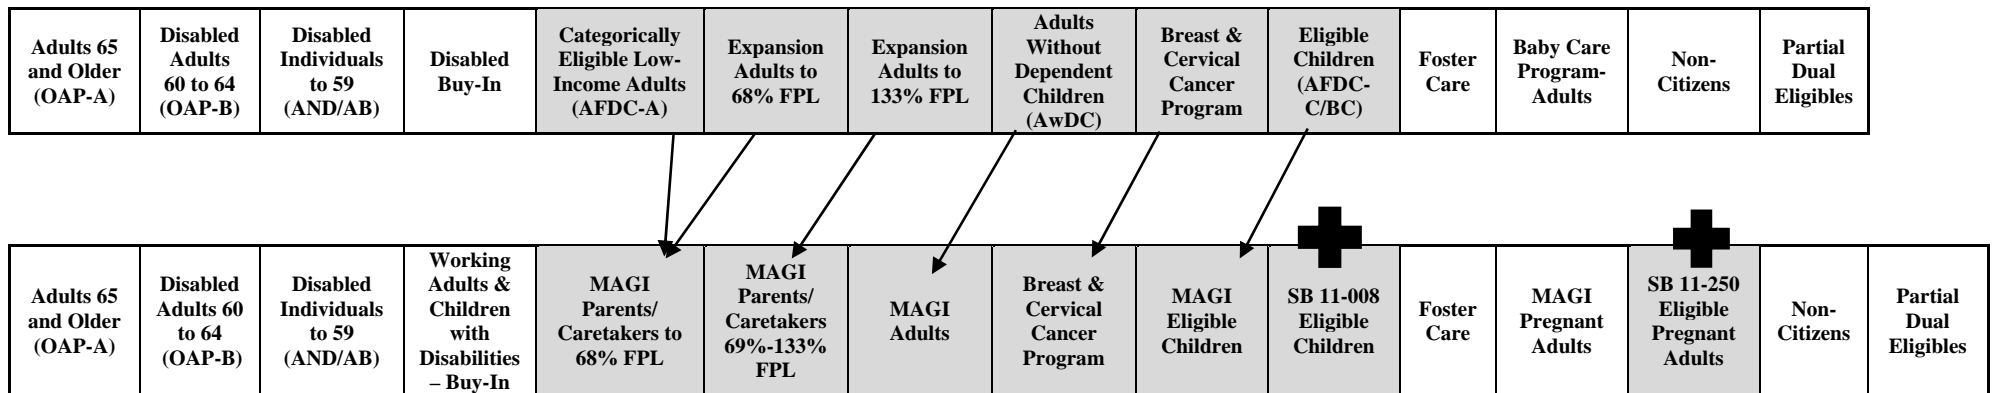 Adults 65
and Older
(OAP-A)
Disabled
Adults
60 to 64
(OAP-B)
Disabled
Individuals
to 59
(AND/AB)
Disabled
Buy-In
Categorically
Eligible Low-
Income Adults
(AFDC-A)
Expansion
Adults to
68% FPL
Expansion
Adults to
133% FPL
Adults
Without
Dependent
Children
(AwDC)
Breast &
Cervical
Cancer
Program
Eligible
Children
(AFDC-
C/BC)
Foster
Care
Baby Care
Program-
Adults
Non-
Citizens
Partial
Dual
Eligibles
Adults 65
and Older
(OAP-A)
Disabled
Adults 60
to 64
(OAP-B)
Disabled
Individuals
to 59
(AND/AB)
Working
Adults &
Children
with
Disabilities
– Buy-In
MAGI
Parents/
Caretakers to
68% FPL
MAGI
Parents/
Caretakers
69%-133%
FPL
MAGI
Adults
Breast &
Cervical
Cancer
Program
MAGI
Eligible
Children
SB 11-008
Eligible
Children
Foster
Care
MAGI
Pregnant
Adults
SB 11-250
Eligible
Pregnant
Adults
Non-
Citizens
Partial
Dual
Eligibles